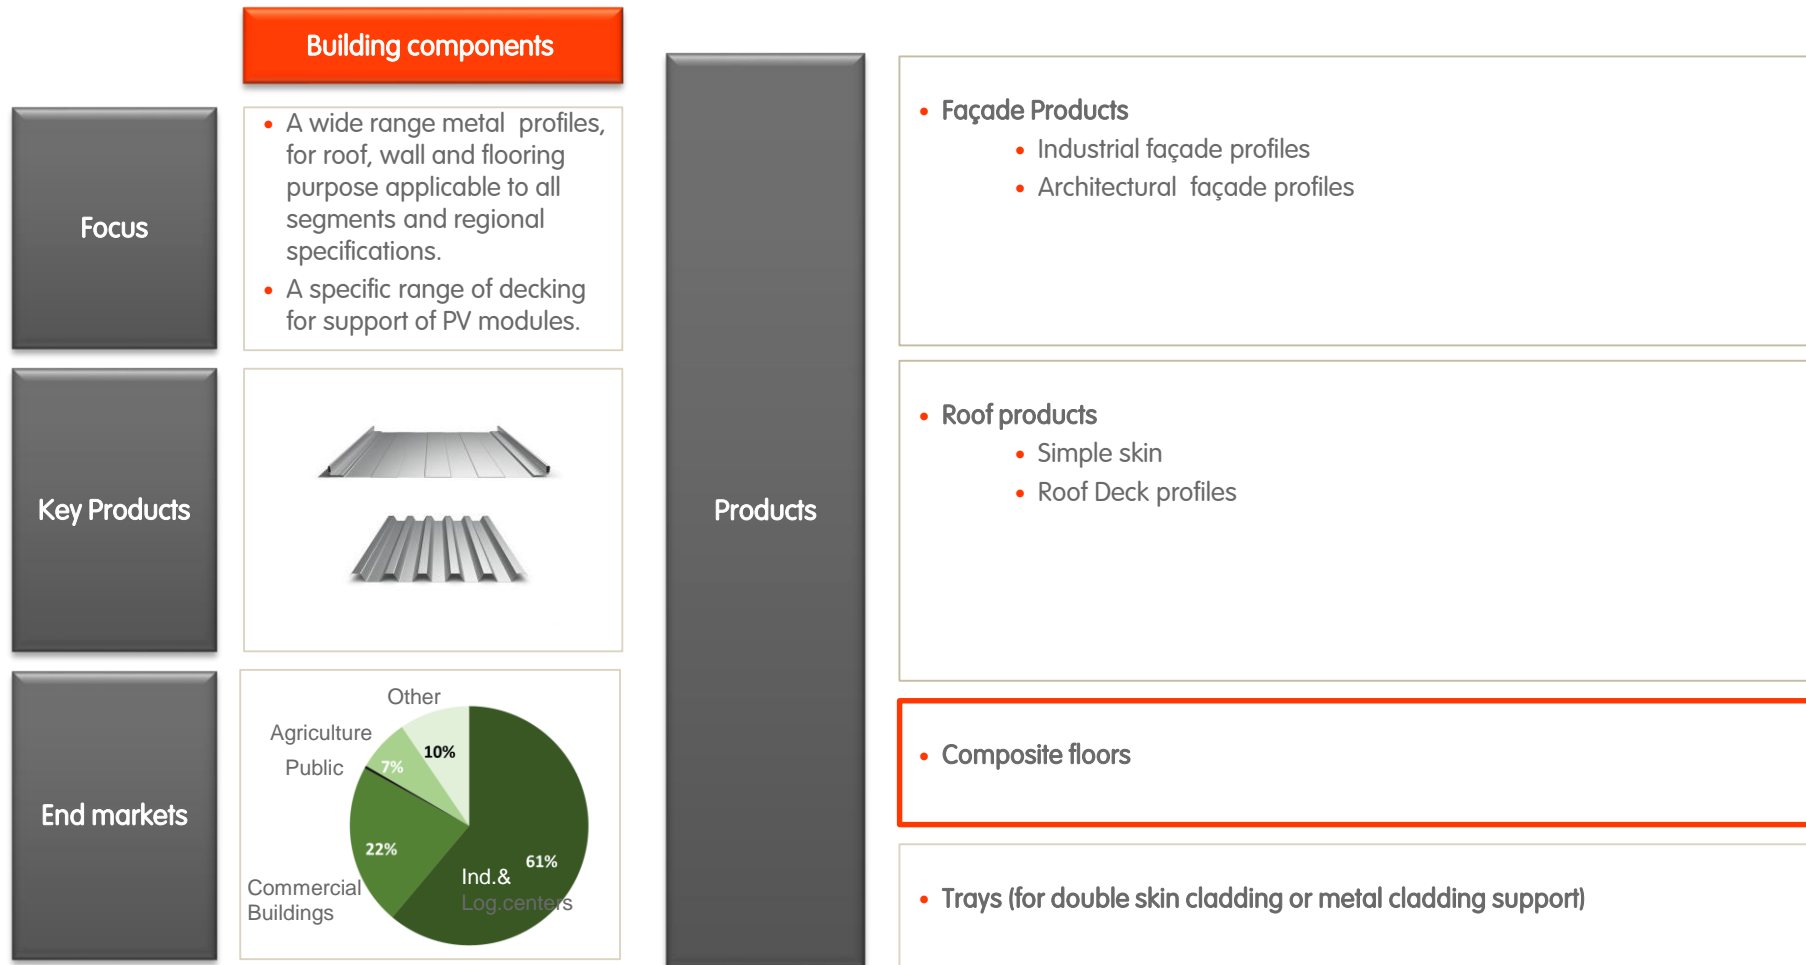 Building components
Focus
• A wide range metal profiles,
for roof, wall and flooring
purpose applicable to all
segments and regional
specifications.
• A specific range of decking
for support of PV modules.
Key Products
End markets
Other
Agriculture
Public
10%
7%
22%
61%
Commercial
Buildings
Ind.&
Log.centers
Products
• Façade Products
• Industrial façade profiles
• Architectural façade profiles
• Roof products
• Simple skin
• Roof Deck profiles
• Composite floors
• Trays (for double skin cladding or metal cladding support)